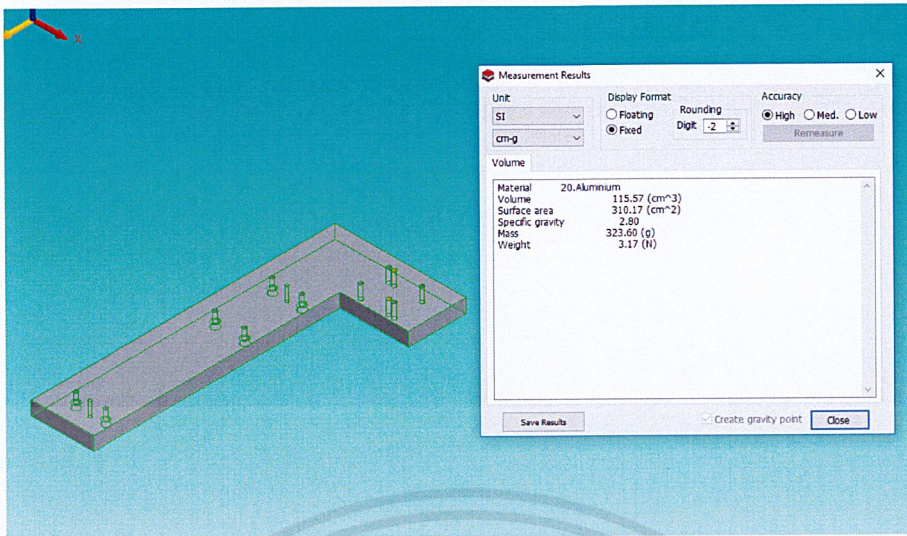 X
Measurement Results
Unit
SI
cm-g
Display Format
Floating
Fixed
Rounding
Digit -2
Accuracy
High Med. Low
Remeasure
Volume
Material 20.Aluminium
Volume 115.57 (cm^3)
Surface area 310.17 (cm^2)
Specific gravity 2.80
Mass 323.60 (g)
Weight 3.17 (N)
Save Results
Create gravity point
Close